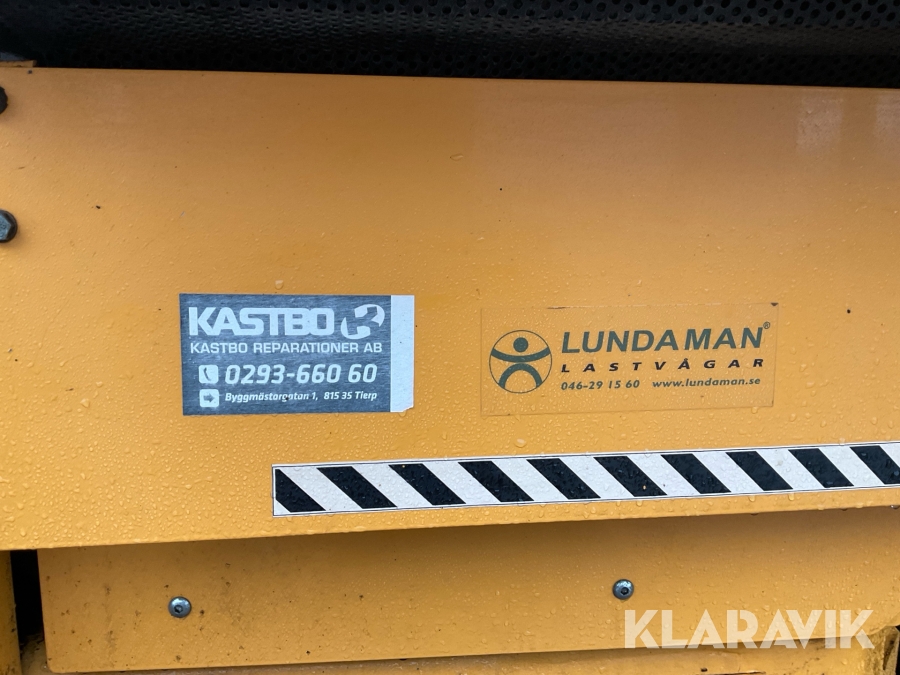 KASTBO
KASTBO REPARATIONER AB
0293-660 60
Byggmästargatan 1, 815 35 Tierp
LUNDAMAN®
LASTVÅGAR
046-29 15 60 www.lundaman.se
KLARAVIK